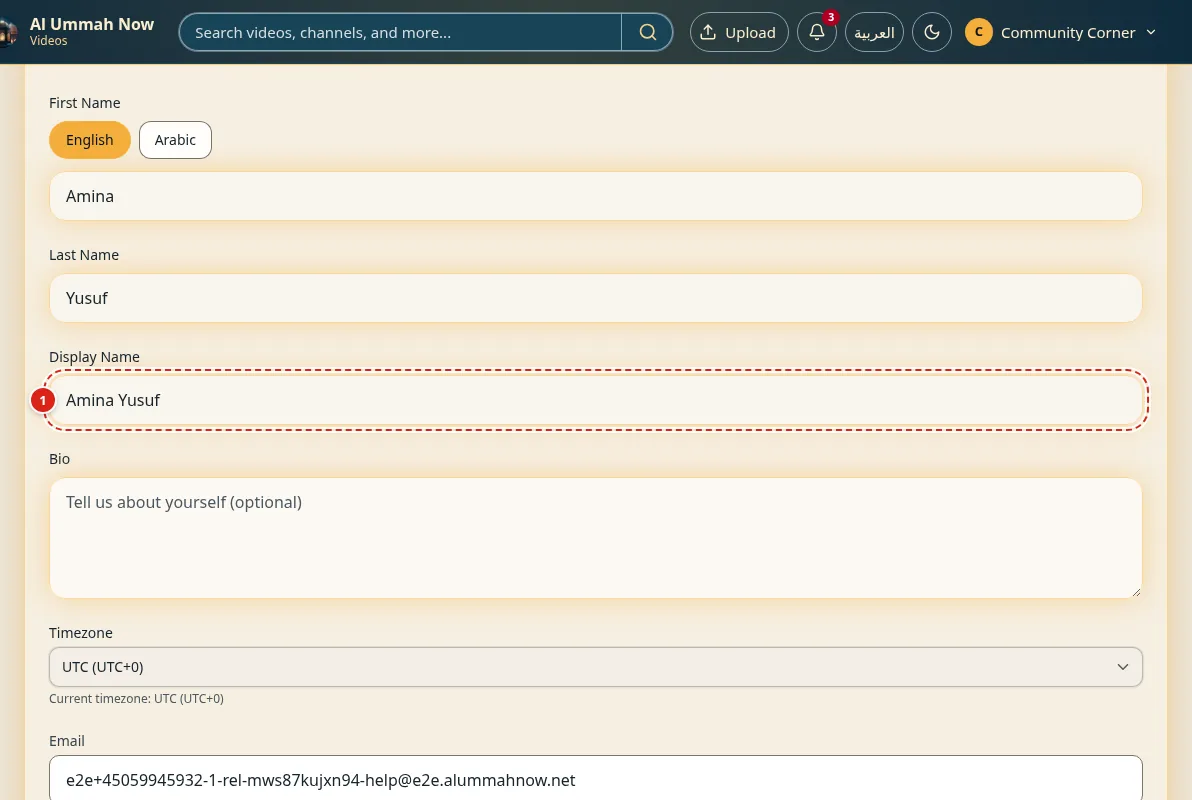 Al Ummah Now
Videos
Search videos, channels, and more...
Upload
3
العربية
C
Community Corner
First Name
English
Arabic
Amina
Last Name
Yusuf
Display Name
1
Amina Yusuf
Bio
Tell us about yourself (optional)
Timezone
UTC (UTC+0)
Current timezone: UTC (UTC+0)
Email
e2e+45059945932-1-rel-mws87kujxn94-help@e2e.alummahnow.net